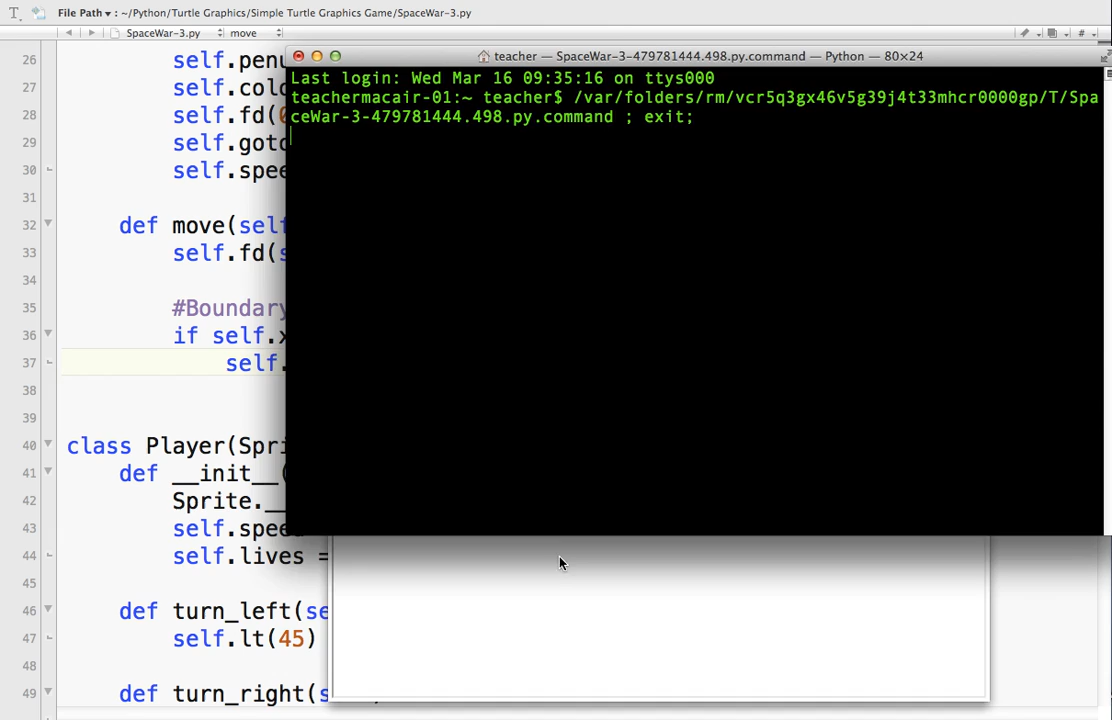 File Path ▾ : ~/Python/Turtle Graphics/Simple Turtle Graphics Game/SpaceWar-3.py
SpaceWar-3.py move
teacher — SpaceWar-3-479781444.498.py.command — Python — 80×24
Last login: Wed Mar 16 09:35:16 on ttys000
teachermacair-01:~ teacher$ /var/folders/rm/vcr5q3gx46v5g39j4t33mhcr0000gp/T/Spa
ceWar-3-479781444.498.py.command ; exit;
26 self.penu
27 self.colo
28 self.fd(
29 self.goto
30 self.spee
31
32 def move(self
33 self.fd(s
34
35 #Boundary
36 if self.x
37 self.
38
39
40 class Player(Spri
41 def __init__(
42 Sprite.__
43 self.speed
44 self.lives =
45
46 def turn_left(se
47 self.lt(45)
48
49 def turn_right(s